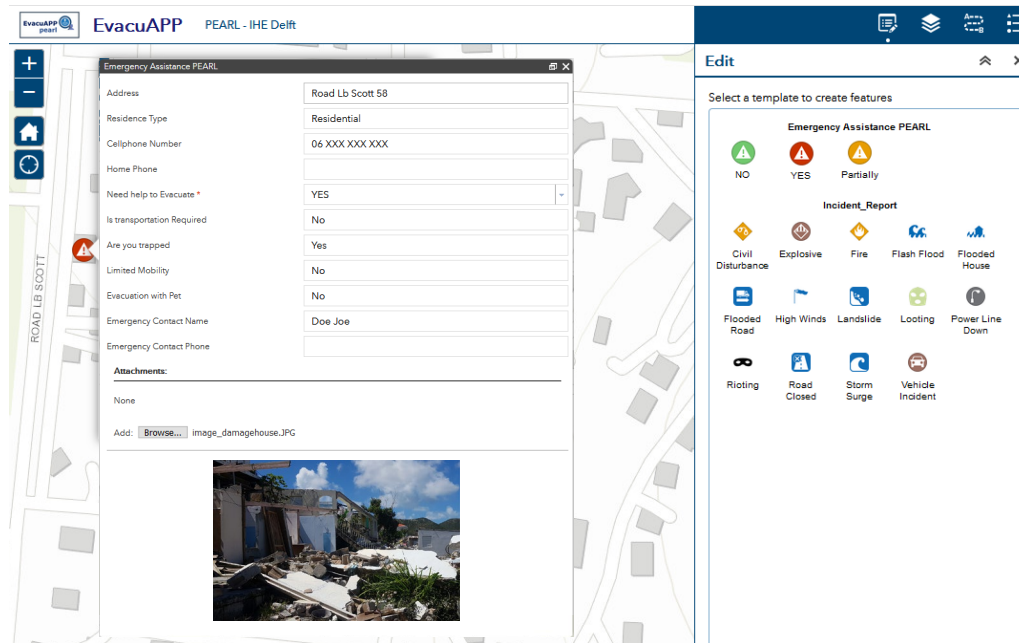 EvacuAPP
pearl
EvacuAPP PEARL - IHE Delft
Emergency Assistance PEARL
Address Road Lb Scott 58
Residence Type Residential
Cellphone Number 06 XXX XXX XXX
Home Phone
Need help to Evacuate * YES
Is transportation Required No
Are you trapped Yes
Limited Mobility No
Evacuation with Pet No
Emergency Contact Name Doe Joe
Emergency Contact Phone
Attachments:
None
Add: Browse... image_damagehouse.JPG
ROAD LB SCOTT
Edit
Select a template to create features
Emergency Assistance PEARL
NO YES Partially
Incident_Report
Civil Disturbance Explosive Fire Flash Flood Flooded House
Flooded Road High Winds Landslide Looting Power Line Down
Rioting Road Closed Storm Surge Vehicle Incident